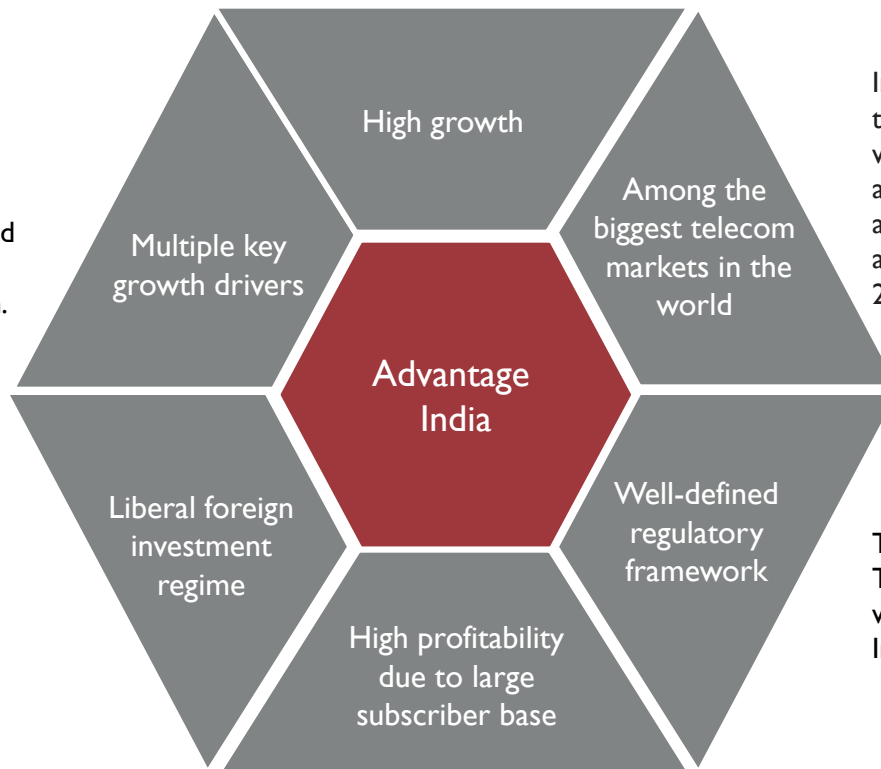 High growth
Among the
biggest telecom
markets in the
world
Multiple key
growth drivers
Advantage
India
Liberal foreign
investment
regime
Well-defined
regulatory
framework
High profitability
due to large
subscriber base